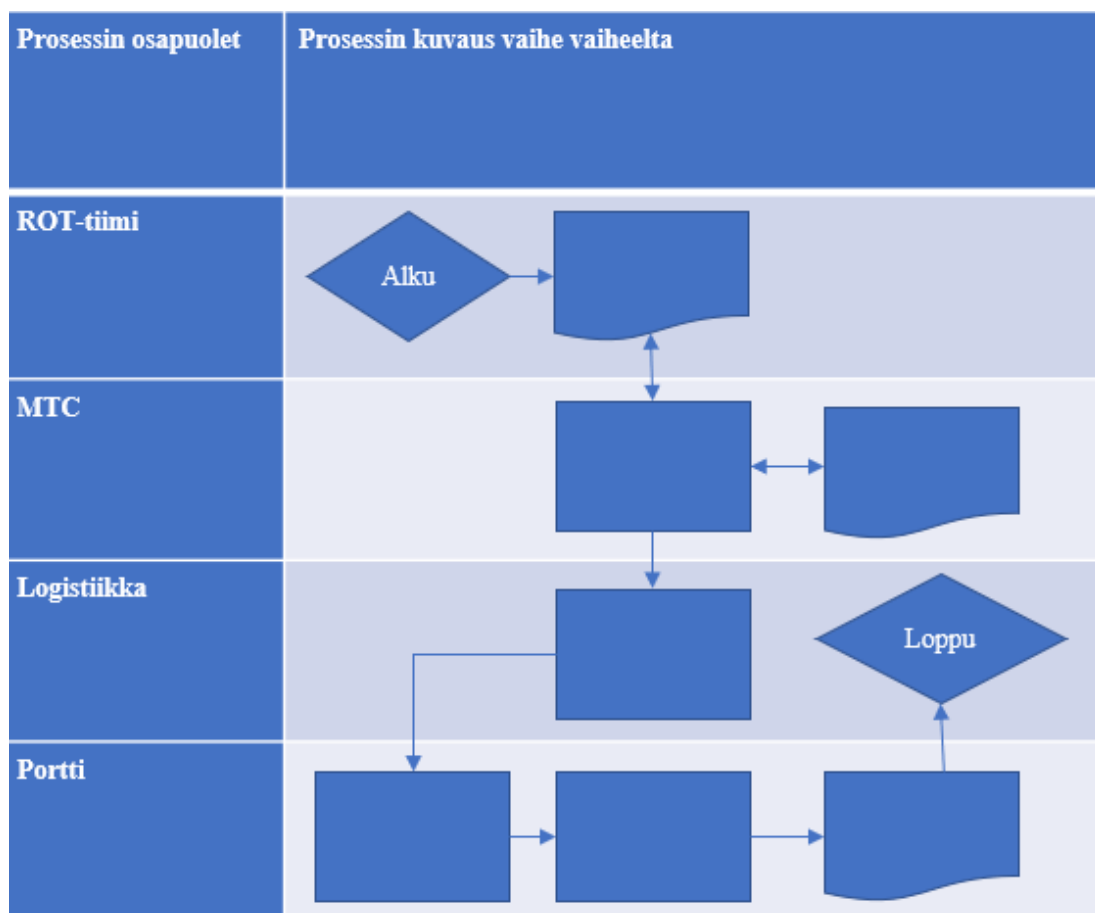 Prosessin osapuolet
Prosessin kuvaus vaihe vaiheelta
ROT-tiimi
Alku
MTC
Logistiikka
Loppu
Portti